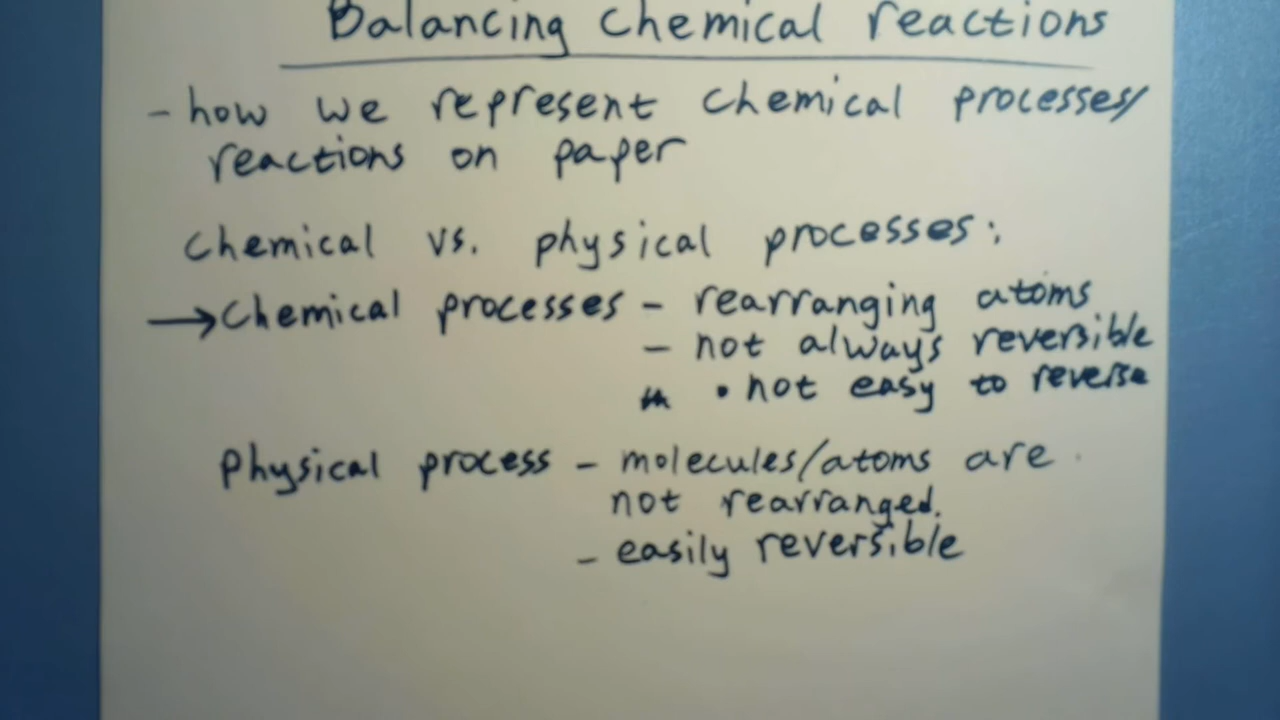 Balancing Chemical reactions
- how we represent chemical processes/
reactions on paper
Chemical vs. physical processes:
→ Chemical processes - rearranging atoms
- not always reversible
• not easy to reverse
Physical process - molecules/atoms are
not rearranged.
- easily reversible